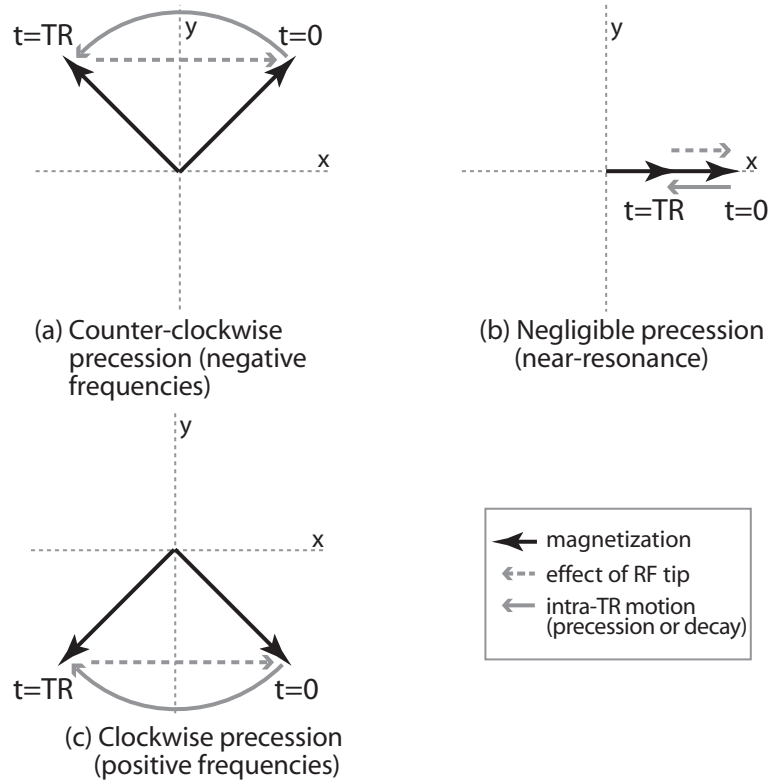 y
t=TR
t=0
x
(a) Counter-clockwise
precession (negative
frequencies)
y
x
t=TR
t=0
(b) Negligible precession
(near-resonance)
y
x
t=TR
t=0
(c) Clockwise precession
(positive frequencies)
magnetization
effect of RF tip
intra-TR motion
(precession or decay)